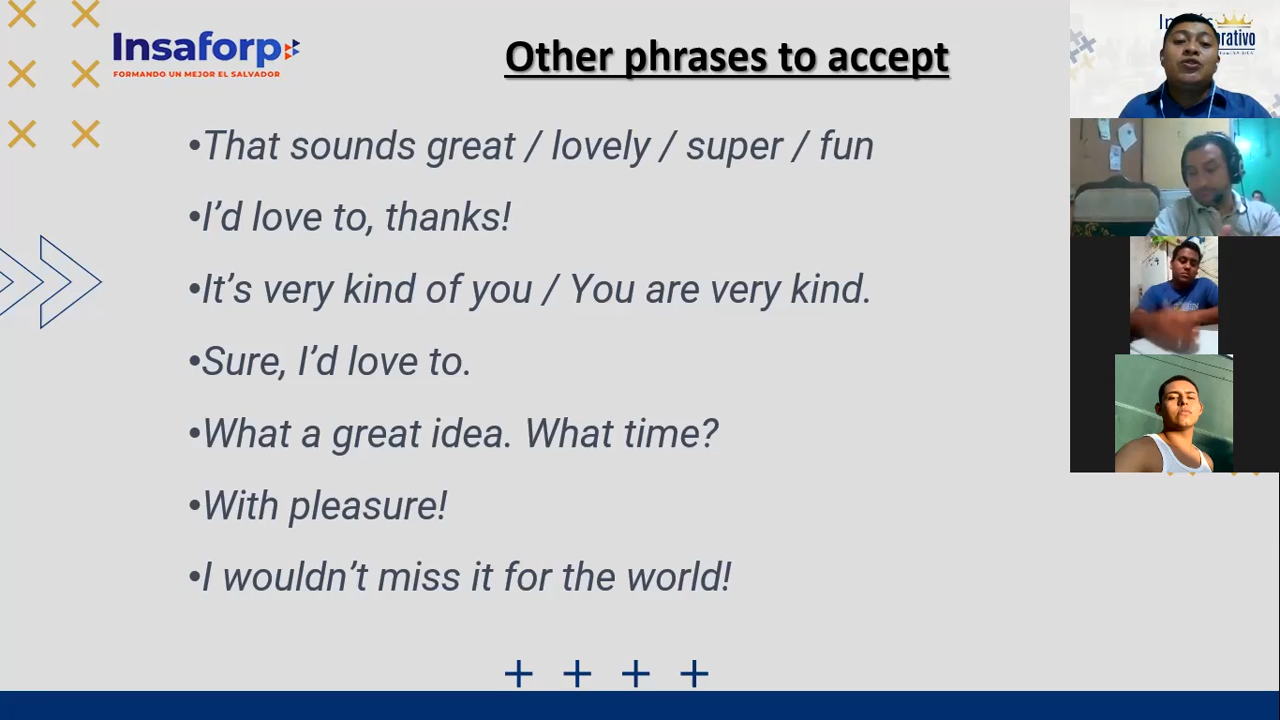 Insaforp
FORMANDO UN MEJOR EL SALVADOR
Other phrases to accept
•That sounds great / lovely / super / fun
•I’d love to, thanks!
•It’s very kind of you / You are very kind.
•Sure, I’d love to.
•What a great idea. What time?
•With pleasure!
•I wouldn’t miss it for the world!